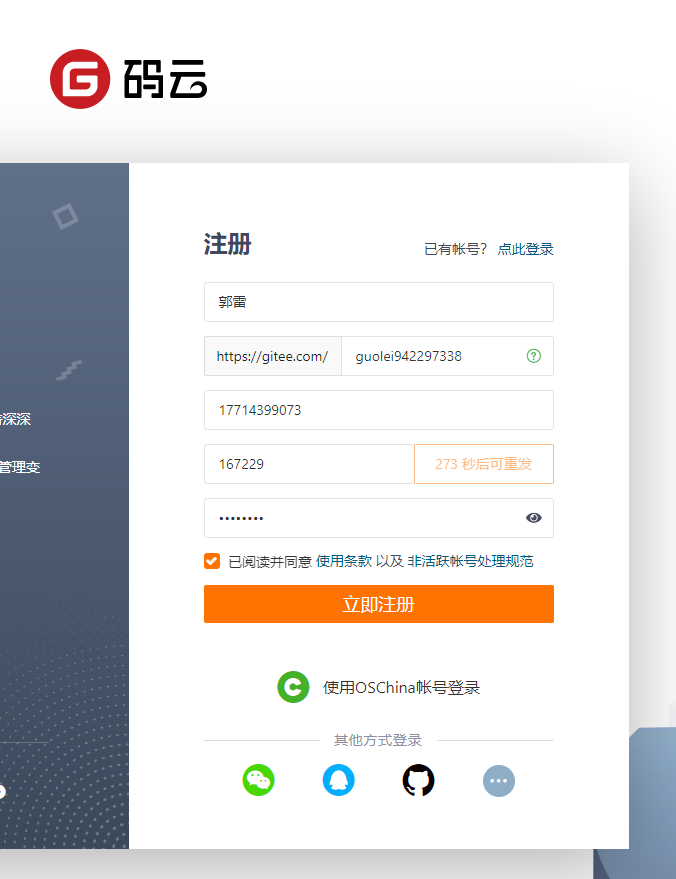 G 码云
注册
已有帐号? 点此登录
郭雷
https://gitee.com/ guolei942297338
17714399073
深深
167229 273 秒后可重发
管理变
••••••••
已阅读并同意 使用条款 以及 非活跃帐号处理规范
立即注册
使用OSChina帐号登录
其他方式登录